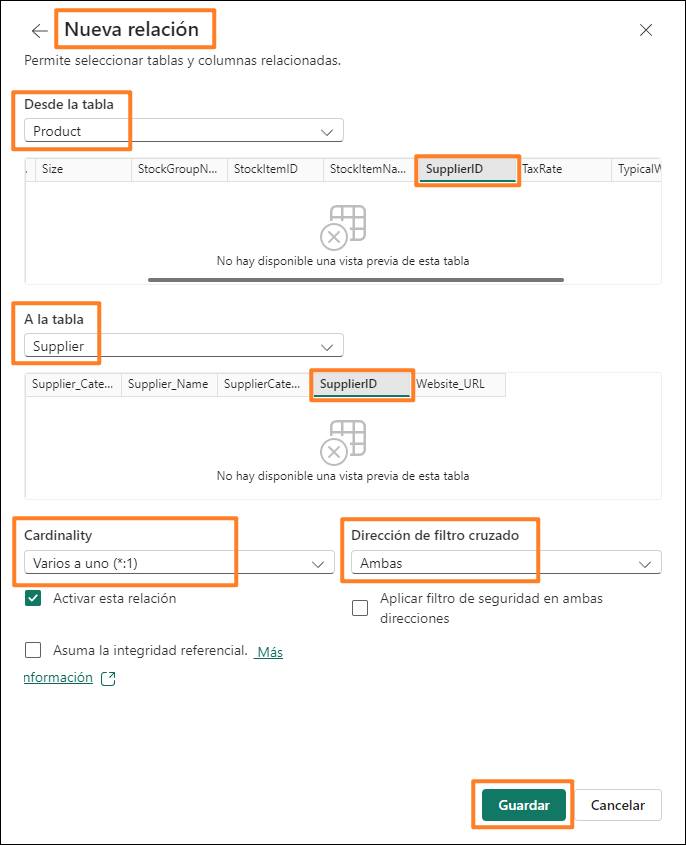 Nueva relación
Permite seleccionar tablas y columnas relacionadas.
Desde la tabla
Product
Size StockGroupN... StockItemID StockItemNa... SupplierID TaxRate TypicalW
No hay disponible una vista previa de esta tabla
A la tabla
Supplier
Supplier_Cate... Supplier_Name SupplierCate... SupplierID Website_URL
No hay disponible una vista previa de esta tabla
Cardinality Dirección de filtro cruzado
Varios a uno (*:1) Ambas
Activar esta relación Aplicar filtro de seguridad en ambas
direcciones
Asuma la integridad referencial. Más
nformación
Guardar Cancelar